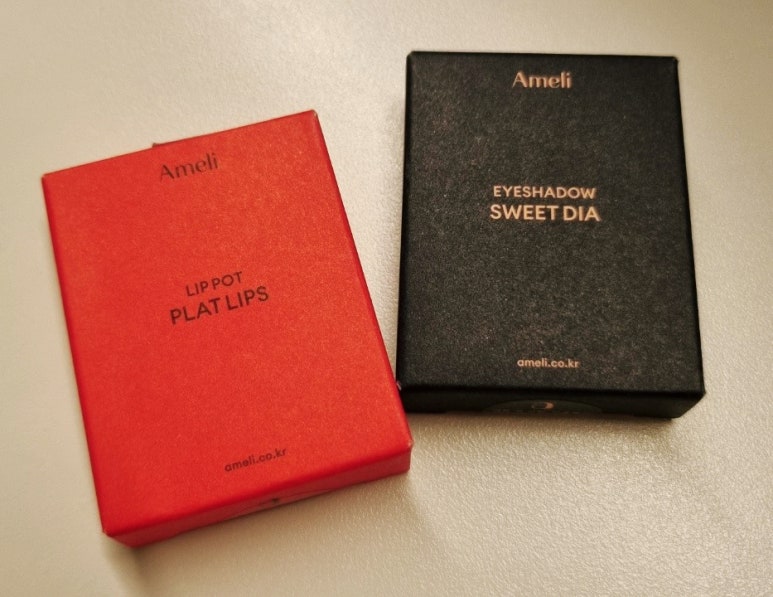 Ameli
LIP POT
PLAT LIPS
ameli.co.kr
Ameli
EYESHADOW
SWEET DIA
ameli.co.kr